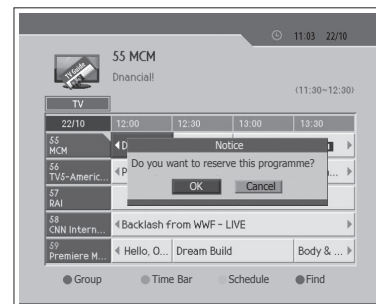 11:03 22/10
55 MCM
TV Guide
Dnancial!
(11:30~12:30)
TV
22/10 12:00 12:30 13:00 13:30
55
MCM
D
Notice
Do you want to reserve this programme?
OK Cancel
56
TV5-Americ...
P
57
RAI
58
CNN Intern...
Backlash from WWF - LIVE
59
Premiere M...
Hello, O... Dream Build Body & ...
Group Time Bar Schedule Find